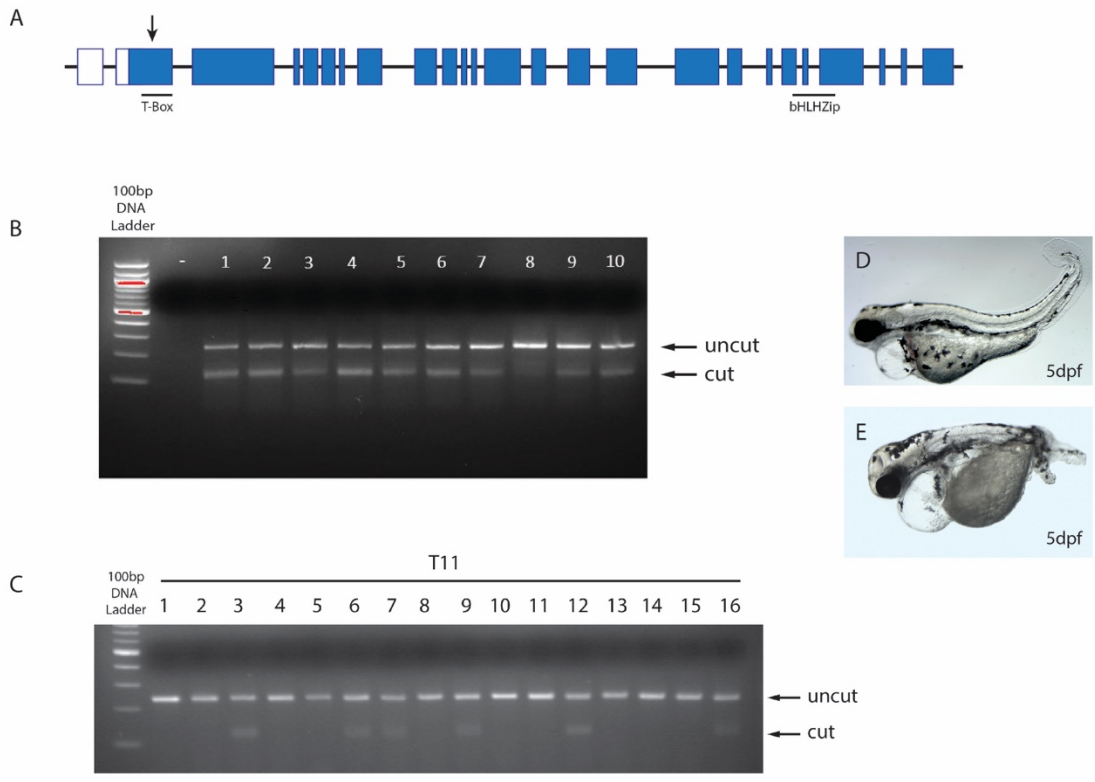 A
T-Box
bHLHZip
B
100bp
DNA
Ladder
- 1 2 3 4 5 6 7 8 9 10
uncut
cut
D
5dpf
E
5dpf
C
T11
100bp
DNA
Ladder
1 2 3 4 5 6 7 8 9 10 11 12 13 14 15 16
uncut
cut